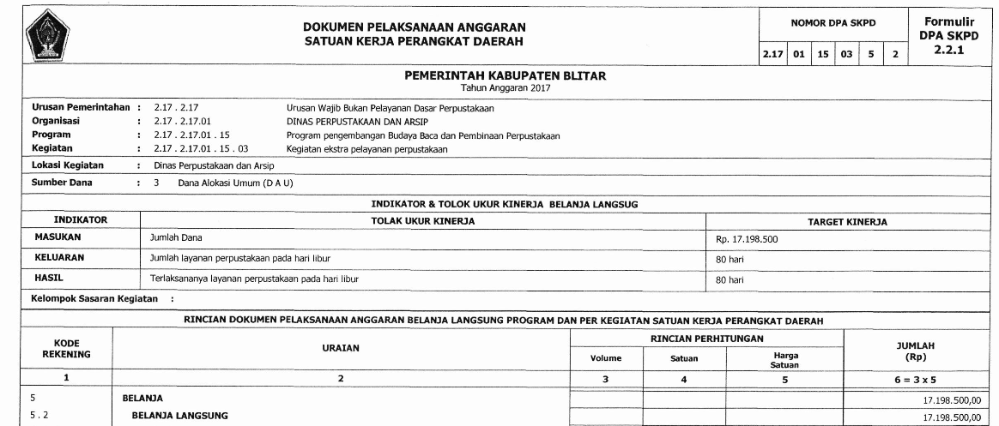 DOKUMEN PELAKSANAAN ANGGARAN
SATUAN KERJA PERANGKAT DAERAH
NOMOR DPA SKPD
2.17 01 15 03 5 2
Formulir
DPA SKPD
2.2.1
PEMERINTAH KABUPATEN BLITAR
Tahun Anggaran 2017
Urusan Pemerintahan : 2.17 . 2.17 Urusan Wajib Bukan Pelayanan Dasar Perpustakaan
Organisasi : 2.17 . 2.17.01 DINAS PERPUSTAKAAN DAN ARSIP
Program : 2.17 . 2.17.01 . 15 Program pengembangan Budaya Baca dan Pembinaan Perpustakaan
Kegiatan : 2.17 . 2.17.01 . 15 . 03 Kegiatan ekstra pelayanan perpustakaan
Lokasi Kegiatan : Dinas Perpustakaan dan Arsip
Sumber Dana : 3 Dana Alokasi Umum (D A U)
INDIKATOR & TOLOK UKUR KINERJA BELANJA LANGSUG
INDIKATOR TOLAK UKUR KINERJA TARGET KINERJA
MASUKAN Jumlah Dana Rp. 17.198.500
KELUARAN Jumlah layanan perpustakaan pada hari libur 80 hari
HASIL Terlaksananya layanan perpustakaan pada hari libur 80 hari
Kelompok Sasaran Kegiatan :
RINCIAN DOKUMEN PELAKSANAAN ANGGARAN BELANJA LANGSUNG PROGRAM DAN PER KEGIATAN SATUAN KERJA PERANGKAT DAERAH
KODE
REKENING
URAIAN
RINCIAN PERHITUNGAN
Volume Satuan Harga
Satuan
JUMLAH
(Rp)
1 2 3 4 5 6 = 3 x 5
5 BELANJA 17.198.500,00
5 . 2 BELANJA LANGSUNG 17.198.500,00